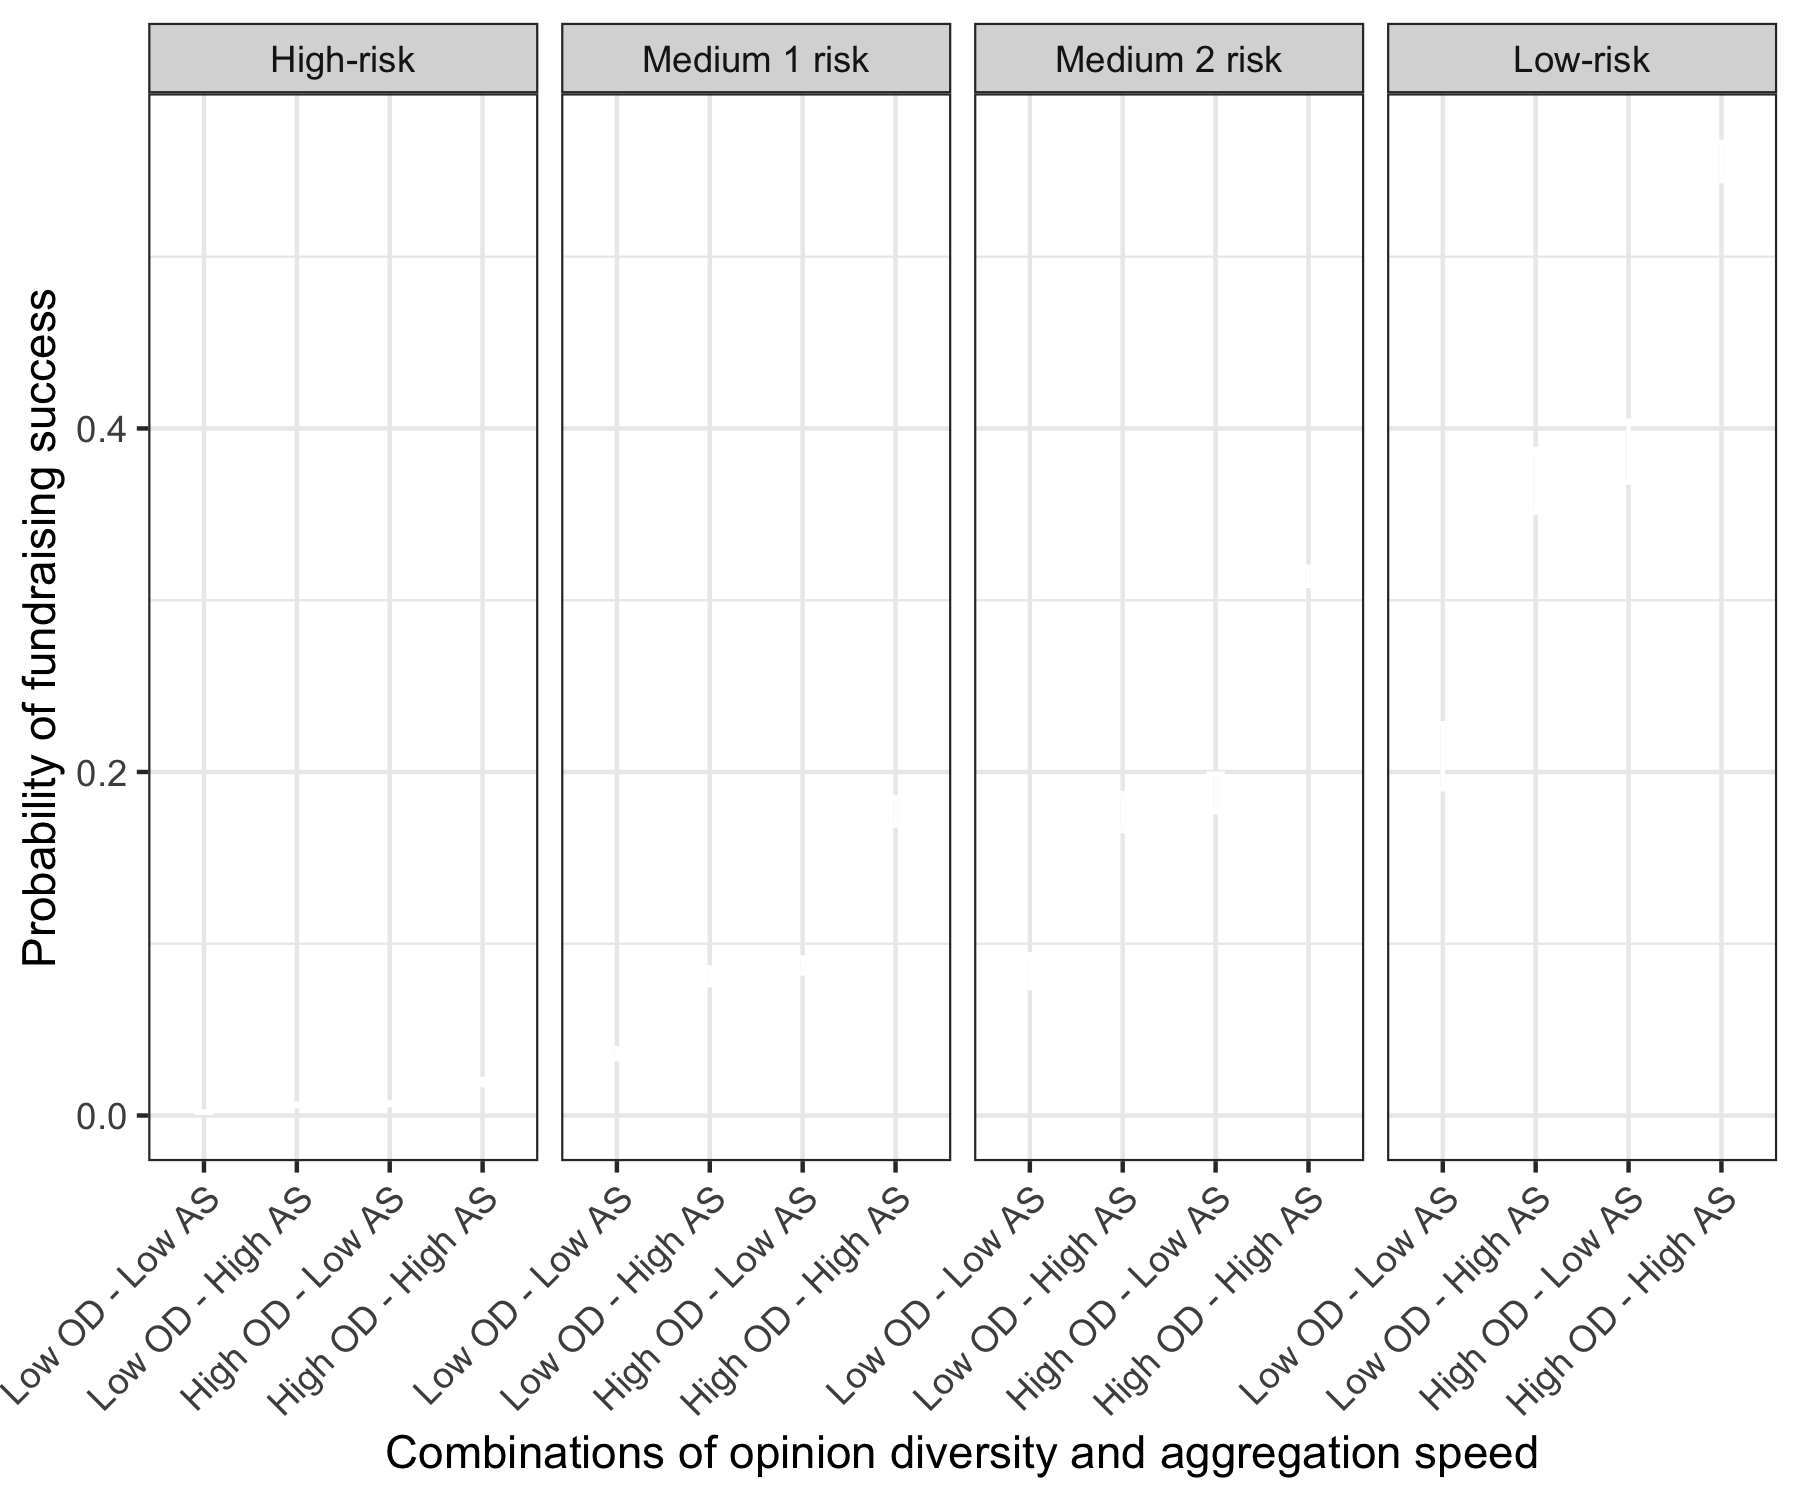 High-risk
Medium 1 risk
Medium 2 risk
Low-risk
Probability of fundraising success
0.4
0.2
0.0
Low OD - Low AS
Low OD - High AS
High OD - Low AS
High OD - High AS
Low OD - Low AS
Low OD - High AS
High OD - Low AS
High OD - High AS
Low OD - Low AS
Low OD - High AS
High OD - Low AS
High OD - High AS
Low OD - Low AS
Low OD - High AS
High OD - Low AS
High OD - High AS
Combinations of opinion diversity and aggregation speed